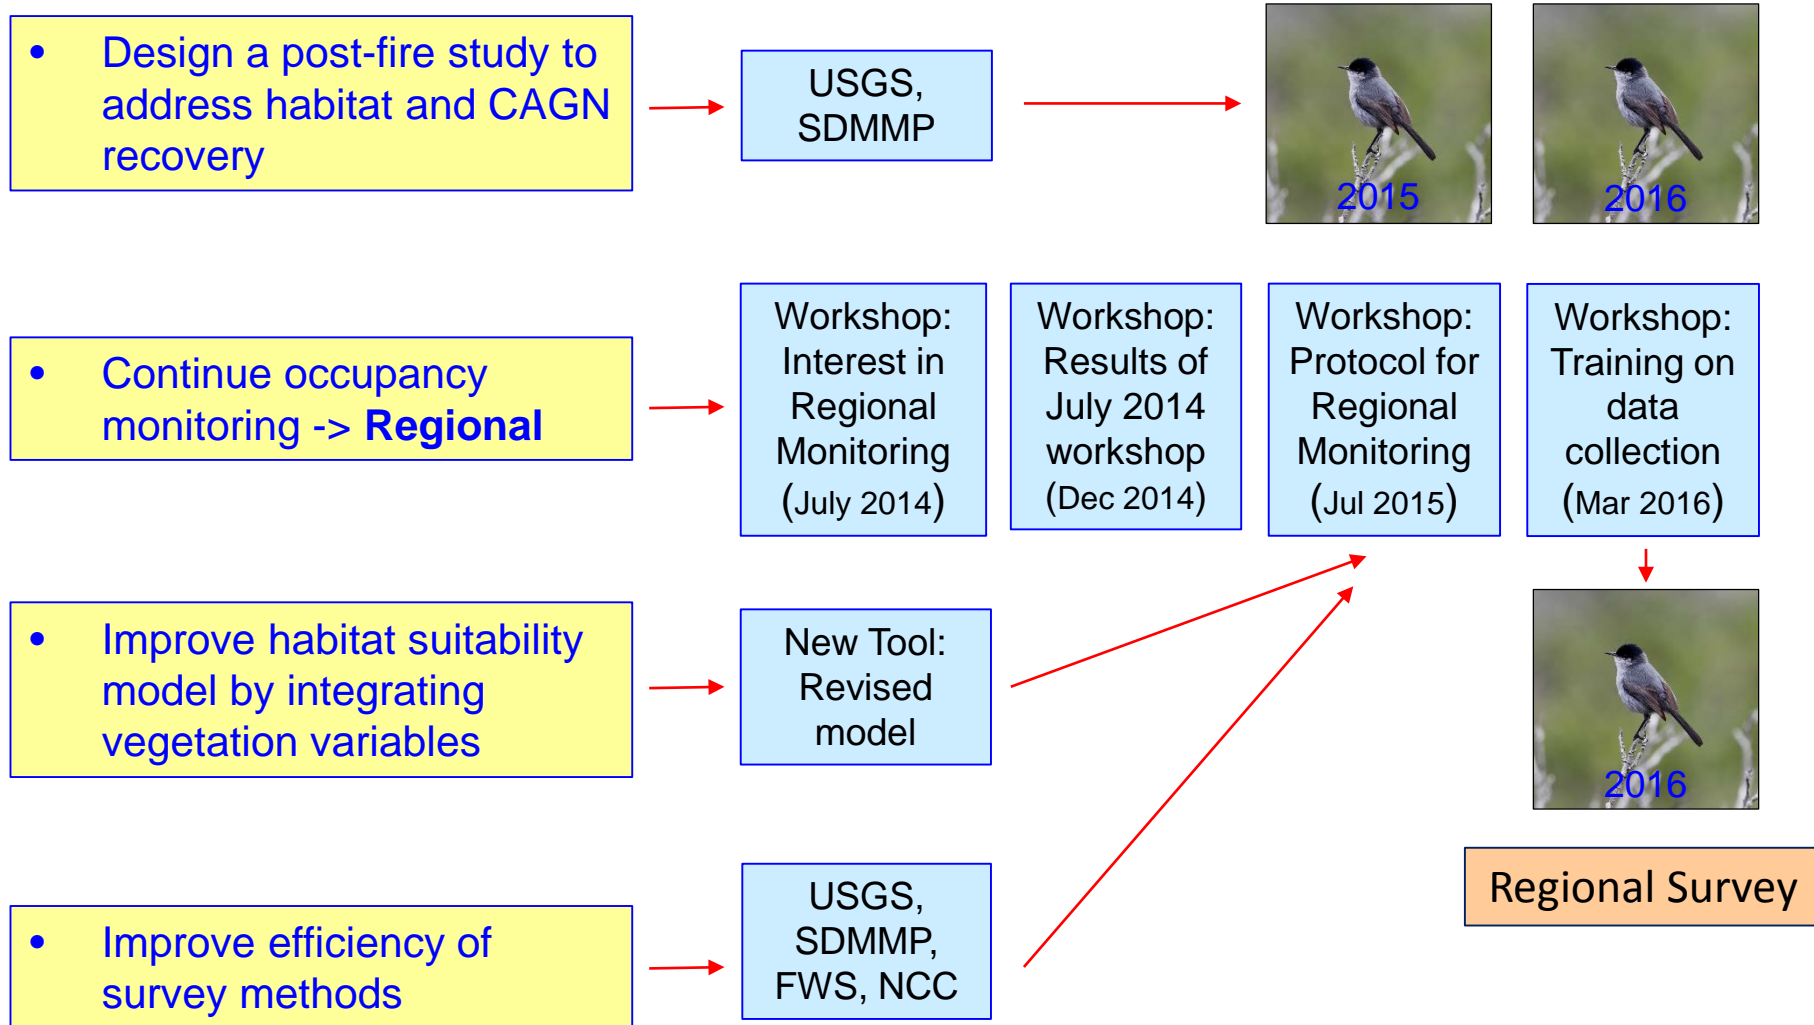 • Design a post-fire study to
address habitat and CAGN
recovery
USGS,
SDMMP
2015
2016
• Continue occupancy
monitoring -> Regional
Workshop:
Interest in
Regional
Monitoring
(July 2014)
Workshop:
Results of
July 2014
workshop
(Dec 2014)
Workshop:
Protocol for
Regional
Monitoring
(Jul 2015)
Workshop:
Training on
data
collection
(Mar 2016)
• Improve habitat suitability
model by integrating
vegetation variables
New Tool:
Revised
model
2016
Regional Survey
• Improve efficiency of
survey methods
USGS,
SDMMP,
FWS, NCC